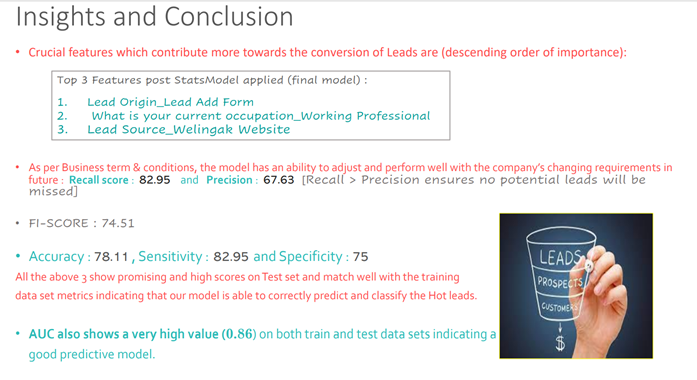 Insights and Conclusion
• Crucial features which contribute more towards the conversion of Leads are (descending order of importance):
Top 3 Features post StatsModel applied (final model) :
1. Lead Origin_Lead Add Form
2. What is your current occupation_Working Professional
3. Lead Source_Welingak Website
• As per Business term & conditions, the model has an ability to adjust and perform well with the company's changing requirements in
future : Recall score : 82.95 and Precision : 67.63 [Recall > Precision ensures no potential leads will be
missed]
• FI-SCORE : 74.51
• Accuracy : 78.11 , Sensitivity : 82.95 and Specificity : 75
All the above 3 show promising and high scores on Test set and match well with the training
data set metrics indicating that our model is able to correctly predict and classify the Hot leads.
• AUC also shows a very high value (0.86) on both train and test data sets indicating a
good predictive model.
LEADS
PROSPECTS
CUSTOMERS
$